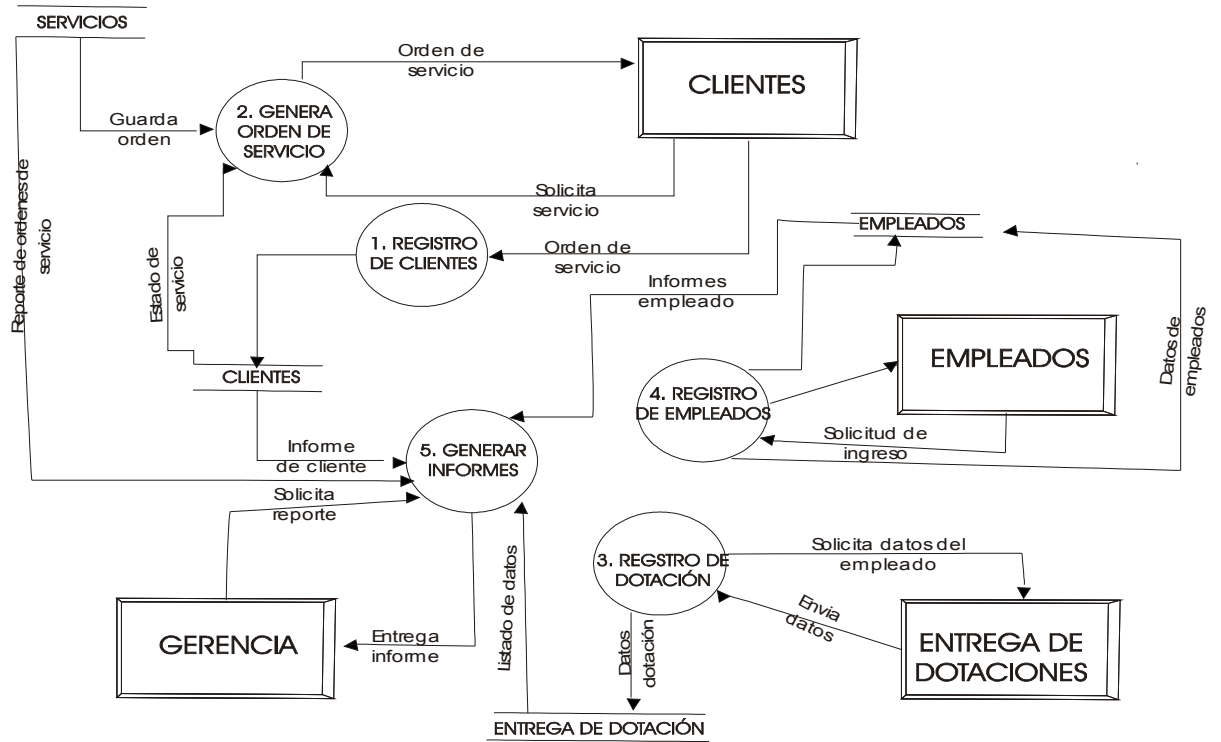 SERVICIOS
Orden de
servicio
CLIENTES
Guarda
orden
2. GENERA
ORDEN DE
SERVICIO
Solicita
servicio
Reporte de ordenes de
servicio
Estado de
servicio
1. REGISTRO
DE CLIENTES
Orden de
servicio
EMPLEADOS
Informes
empleado
CLIENTES
EMPLEADOS
Datos de
empleados
4. REGISTRO
DE EMPLEADOS
Solicitud de
ingreso
Informe
de cliente
5. GENERAR
INFORMES
Solicita
reporte
Listado de datos
3. REGSTRO DE
DOTACIÓN
Solicita datos del
empleado
Envia
datos
GERENCIA
Entrega
informe
Datos
dotación
ENTREGA DE
DOTACIONES
ENTREGA DE DOTACIÓN